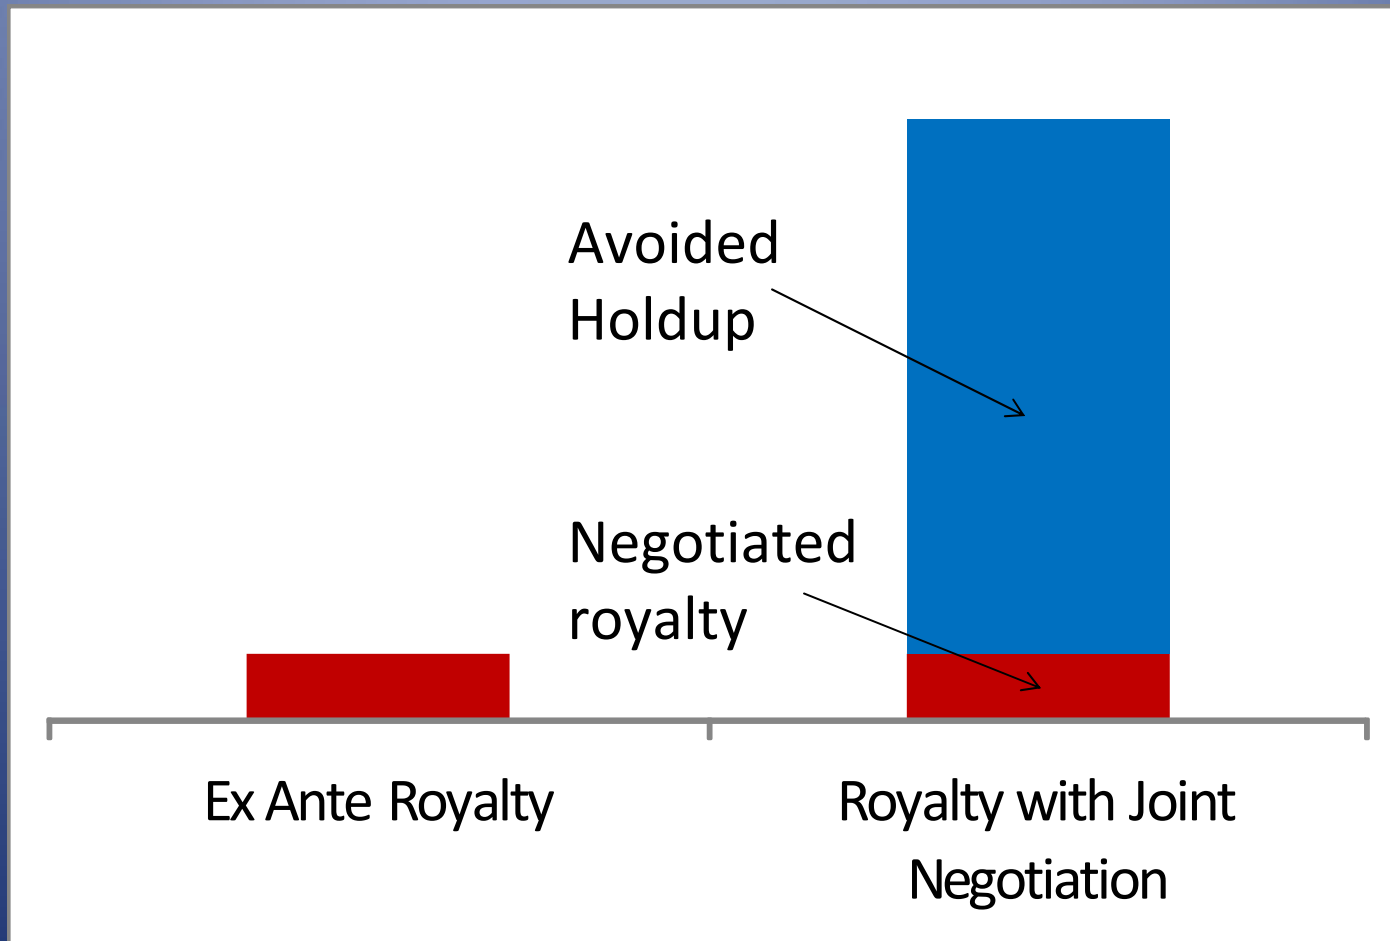 Avoided
Holdup
Negotiated
royalty
Ex Ante Royalty
Royalty with Joint
Negotiation